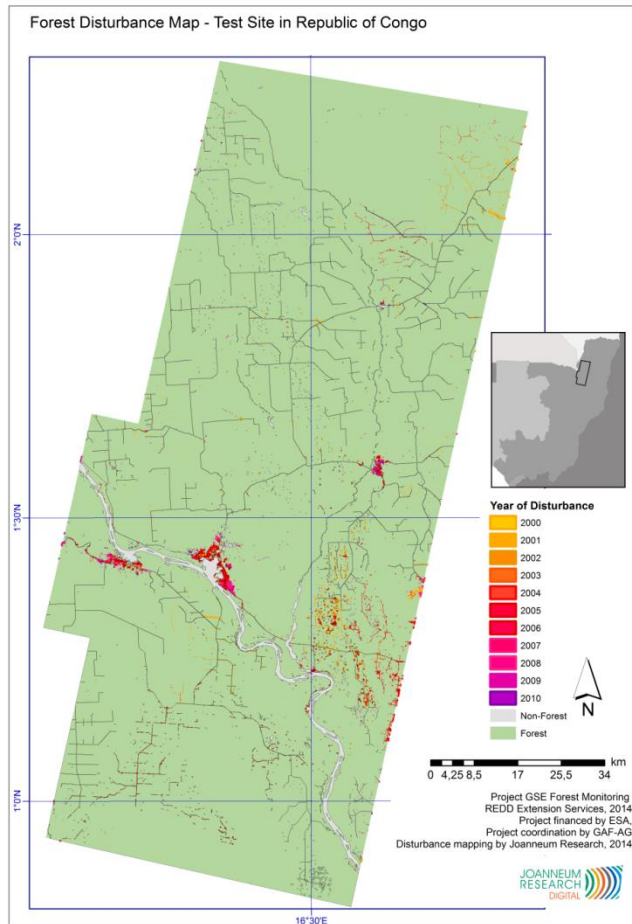 Forest Disturbance Map - Test Site in Republic of Congo
2°0'N
1°30'N
1°0'N
16°30'E
Year of Disturbance
2000
2001
2002
2003
2004
2005
2006
2007
2008
2009
2010
Non-Forest
Forest
N
km
0 4,25 8,5 17 25,5 34
Project GSE Forest Monitoring
REDD Extension Services, 2014
Project financed by ESA,
Project coordination by GAF-AG
Disturbance mapping by Joanneum Research, 2014
JOANNEUM
RESEARCH
DIGITAL